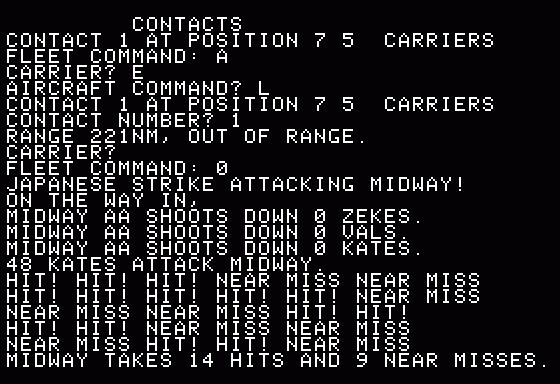 CONTACTS
CONTACT 1 AT POSITION 7 5  CARRIERS
FLEET COMMAND: A
CARRIER? E
AIRCRAFT COMMAND? L
CONTACT 1 AT POSITION 7 5  CARRIERS
CONTACT NUMBER? 1
RANGE 221NM, OUT OF RANGE.
CARRIER?
FLEET COMMAND: 0
JAPANESE STRIKE ATTACKING MIDWAY!
ON THE WAY IN,
MIDWAY AA SHOOTS DOWN 0 ZEKES.
MIDWAY AA SHOOTS DOWN 0 VALS.
MIDWAY AA SHOOTS DOWN 0 KATES.
48 KATES ATTACK MIDWAY.
HIT! HIT! HIT! NEAR MISS NEAR MISS
HIT! HIT! HIT! HIT! HIT! NEAR MISS
NEAR MISS NEAR MISS HIT! HIT!
HIT! HIT! NEAR MISS NEAR MISS
NEAR MISS HIT! HIT! NEAR MISS
MIDWAY TAKES 14 HITS AND 9 NEAR MISSES.